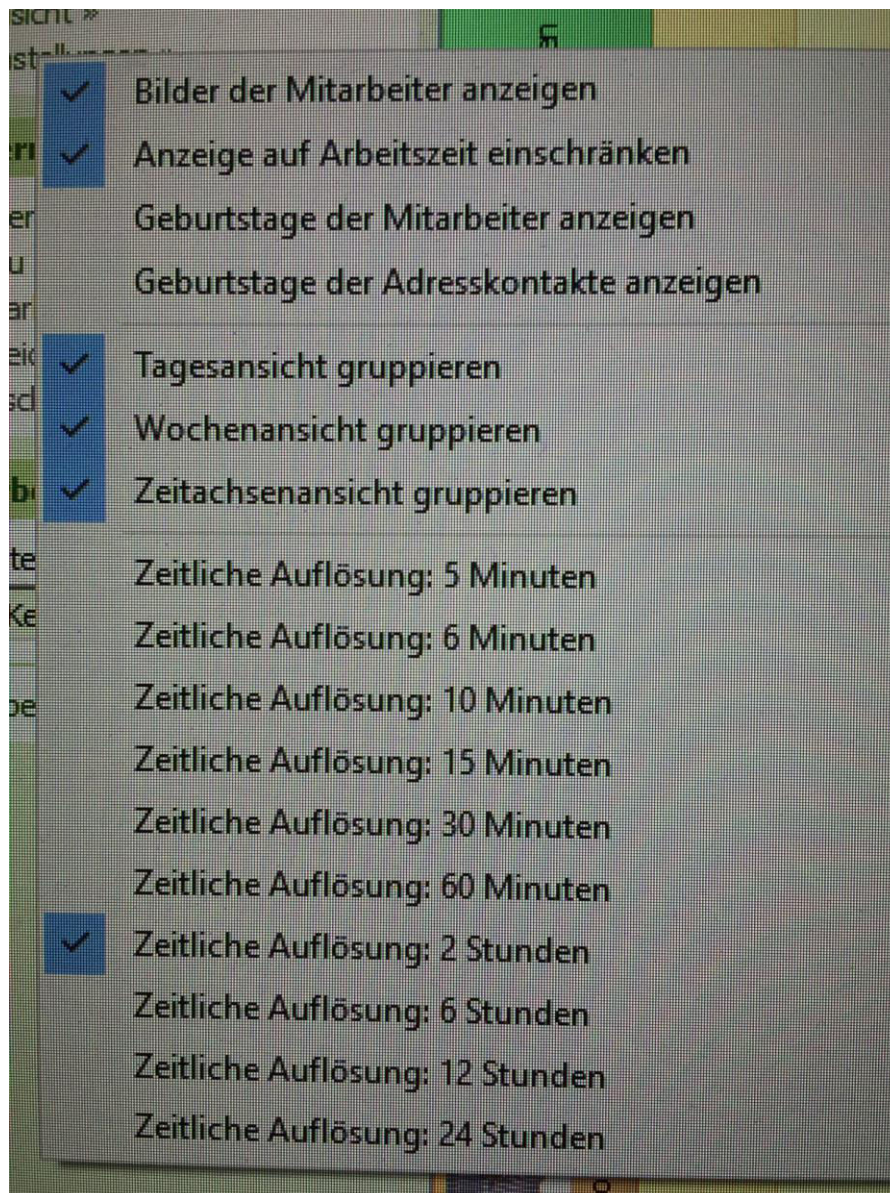 Bilder der Mitarbeiter anzeigen
Anzeige auf Arbeitszeit einschränken
Geburtstage der Mitarbeiter anzeigen
Geburtstage der Adresskontakte anzeigen
Tagesansicht gruppieren
Wochenansicht gruppieren
Zeitachsenansicht gruppieren
Zeitliche Auflösung: 5 Minuten
Zeitliche Auflösung: 6 Minuten
Zeitliche Auflösung: 10 Minuten
Zeitliche Auflösung: 15 Minuten
Zeitliche Auflösung: 30 Minuten
Zeitliche Auflösung: 60 Minuten
Zeitliche Auflösung: 2 Stunden
Zeitliche Auflösung: 6 Stunden
Zeitliche Auflösung: 12 Stunden
Zeitliche Auflösung: 24 Stunden